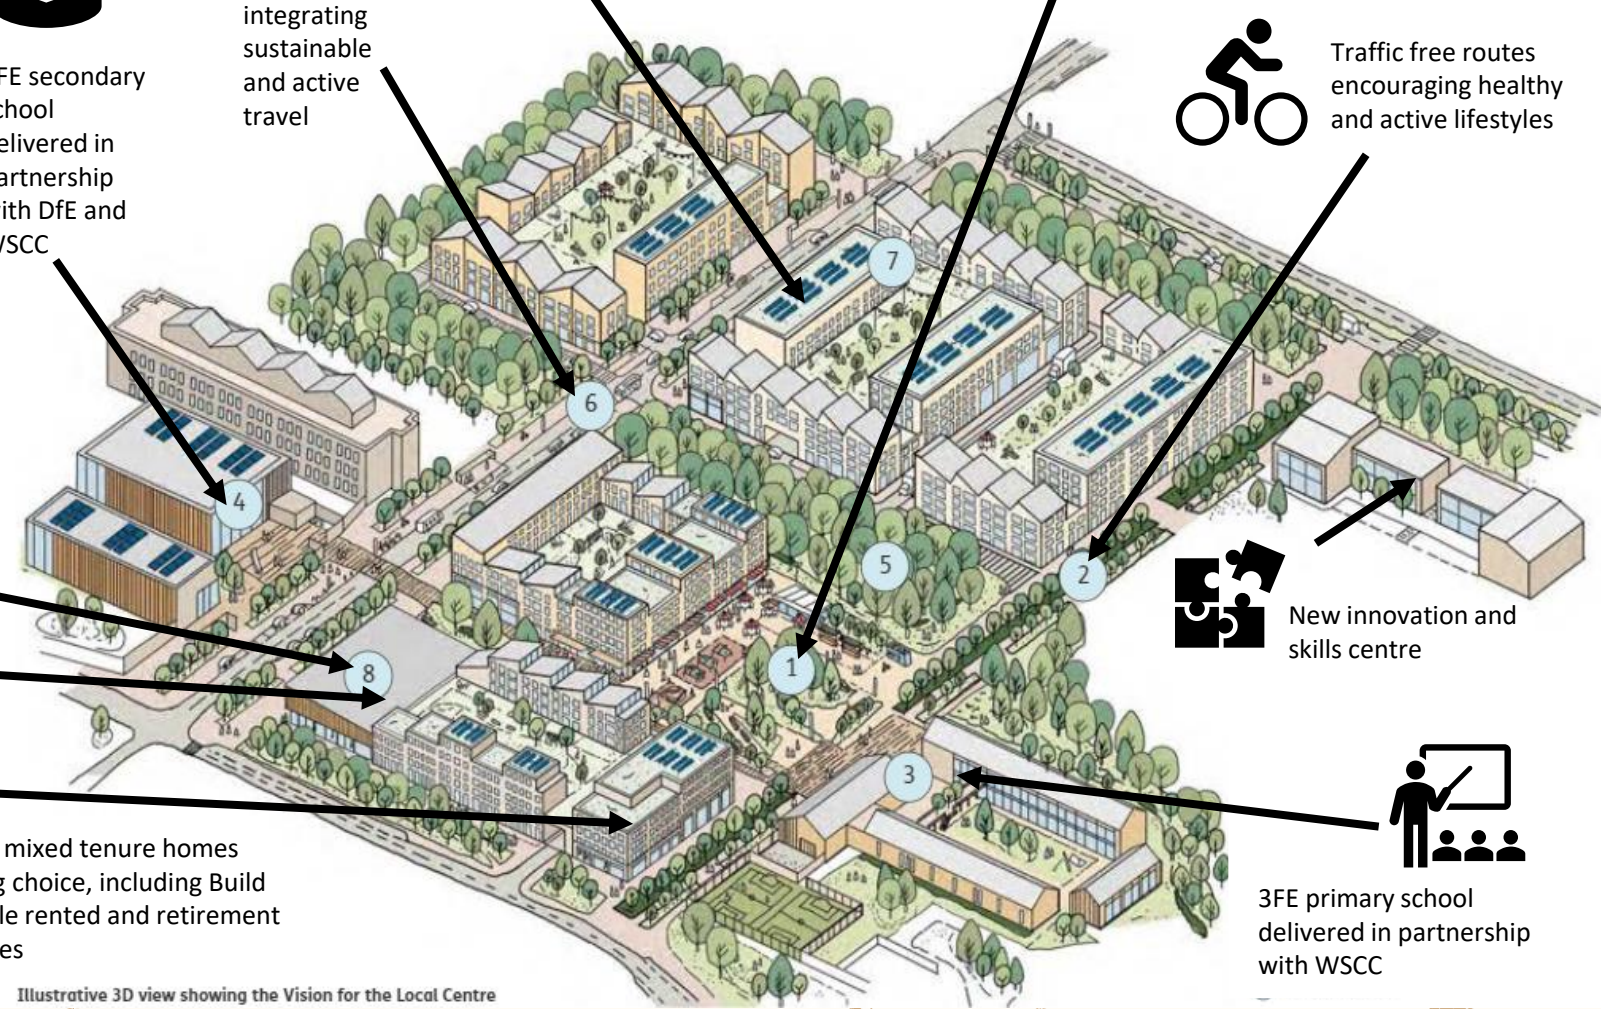 integrating
sustainable
and active
travel
FE secondary
chool
elivered in
artnership
ith DfE and
WSCC
Traffic free routes
encouraging healthy
and active lifestyles
7
6
4
5
2
New innovation and
skills centre
1
8
3
mixed tenure homes
g choice, including Build
le rented and retirement
es
3FE primary school
delivered in partnership
with WSCC
Illustrative 3D view showing the Vision for the Local Centre